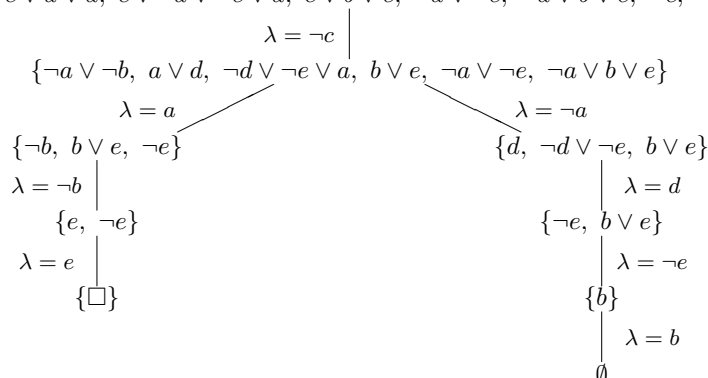 λ = ¬c
{¬a ∨ ¬b, a ∨ d, ¬d ∨ ¬e ∨ a, b ∨ e, ¬a ∨ ¬e, ¬a ∨ b ∨ e}
λ = a λ = ¬a
{¬b, b ∨ e, ¬e} {d, ¬d ∨ ¬e, b ∨ e}
λ = ¬b λ = d
{e, ¬e} {¬e, b ∨ e}
λ = e λ = ¬e
{□} {b}
λ = b
∅